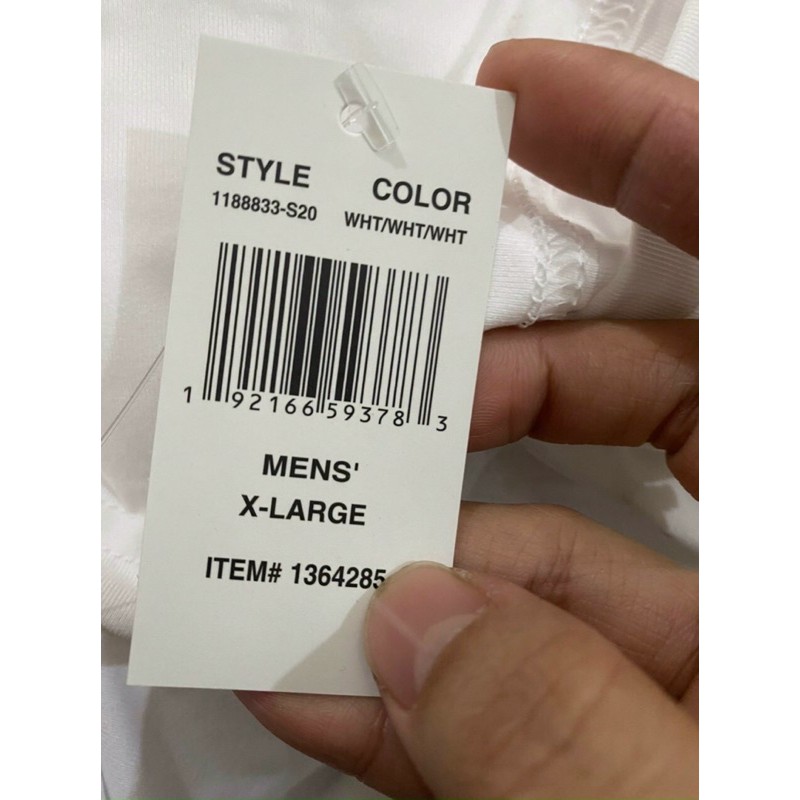 STYLE COLOR
1188833-S20 WHT/WHT/WHT
1 92166 59378 3
MENS'
X-LARGE
ITEM# 1364285